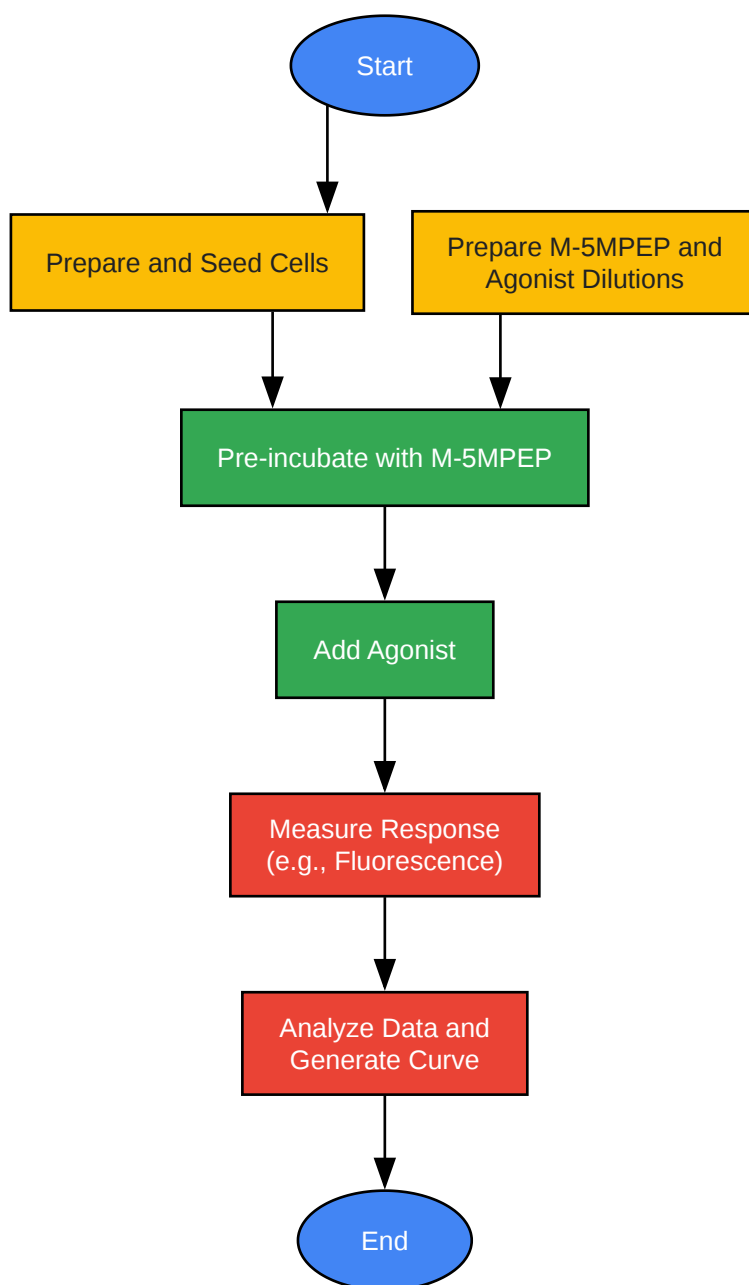 Start
Prepare and Seed Cells
Prepare M-5MPEP and
Agonist Dilutions
Pre-incubate with M-5MPEP
Add Agonist
Measure Response
(e.g., Fluorescence)
Analyze Data and
Generate Curve
End